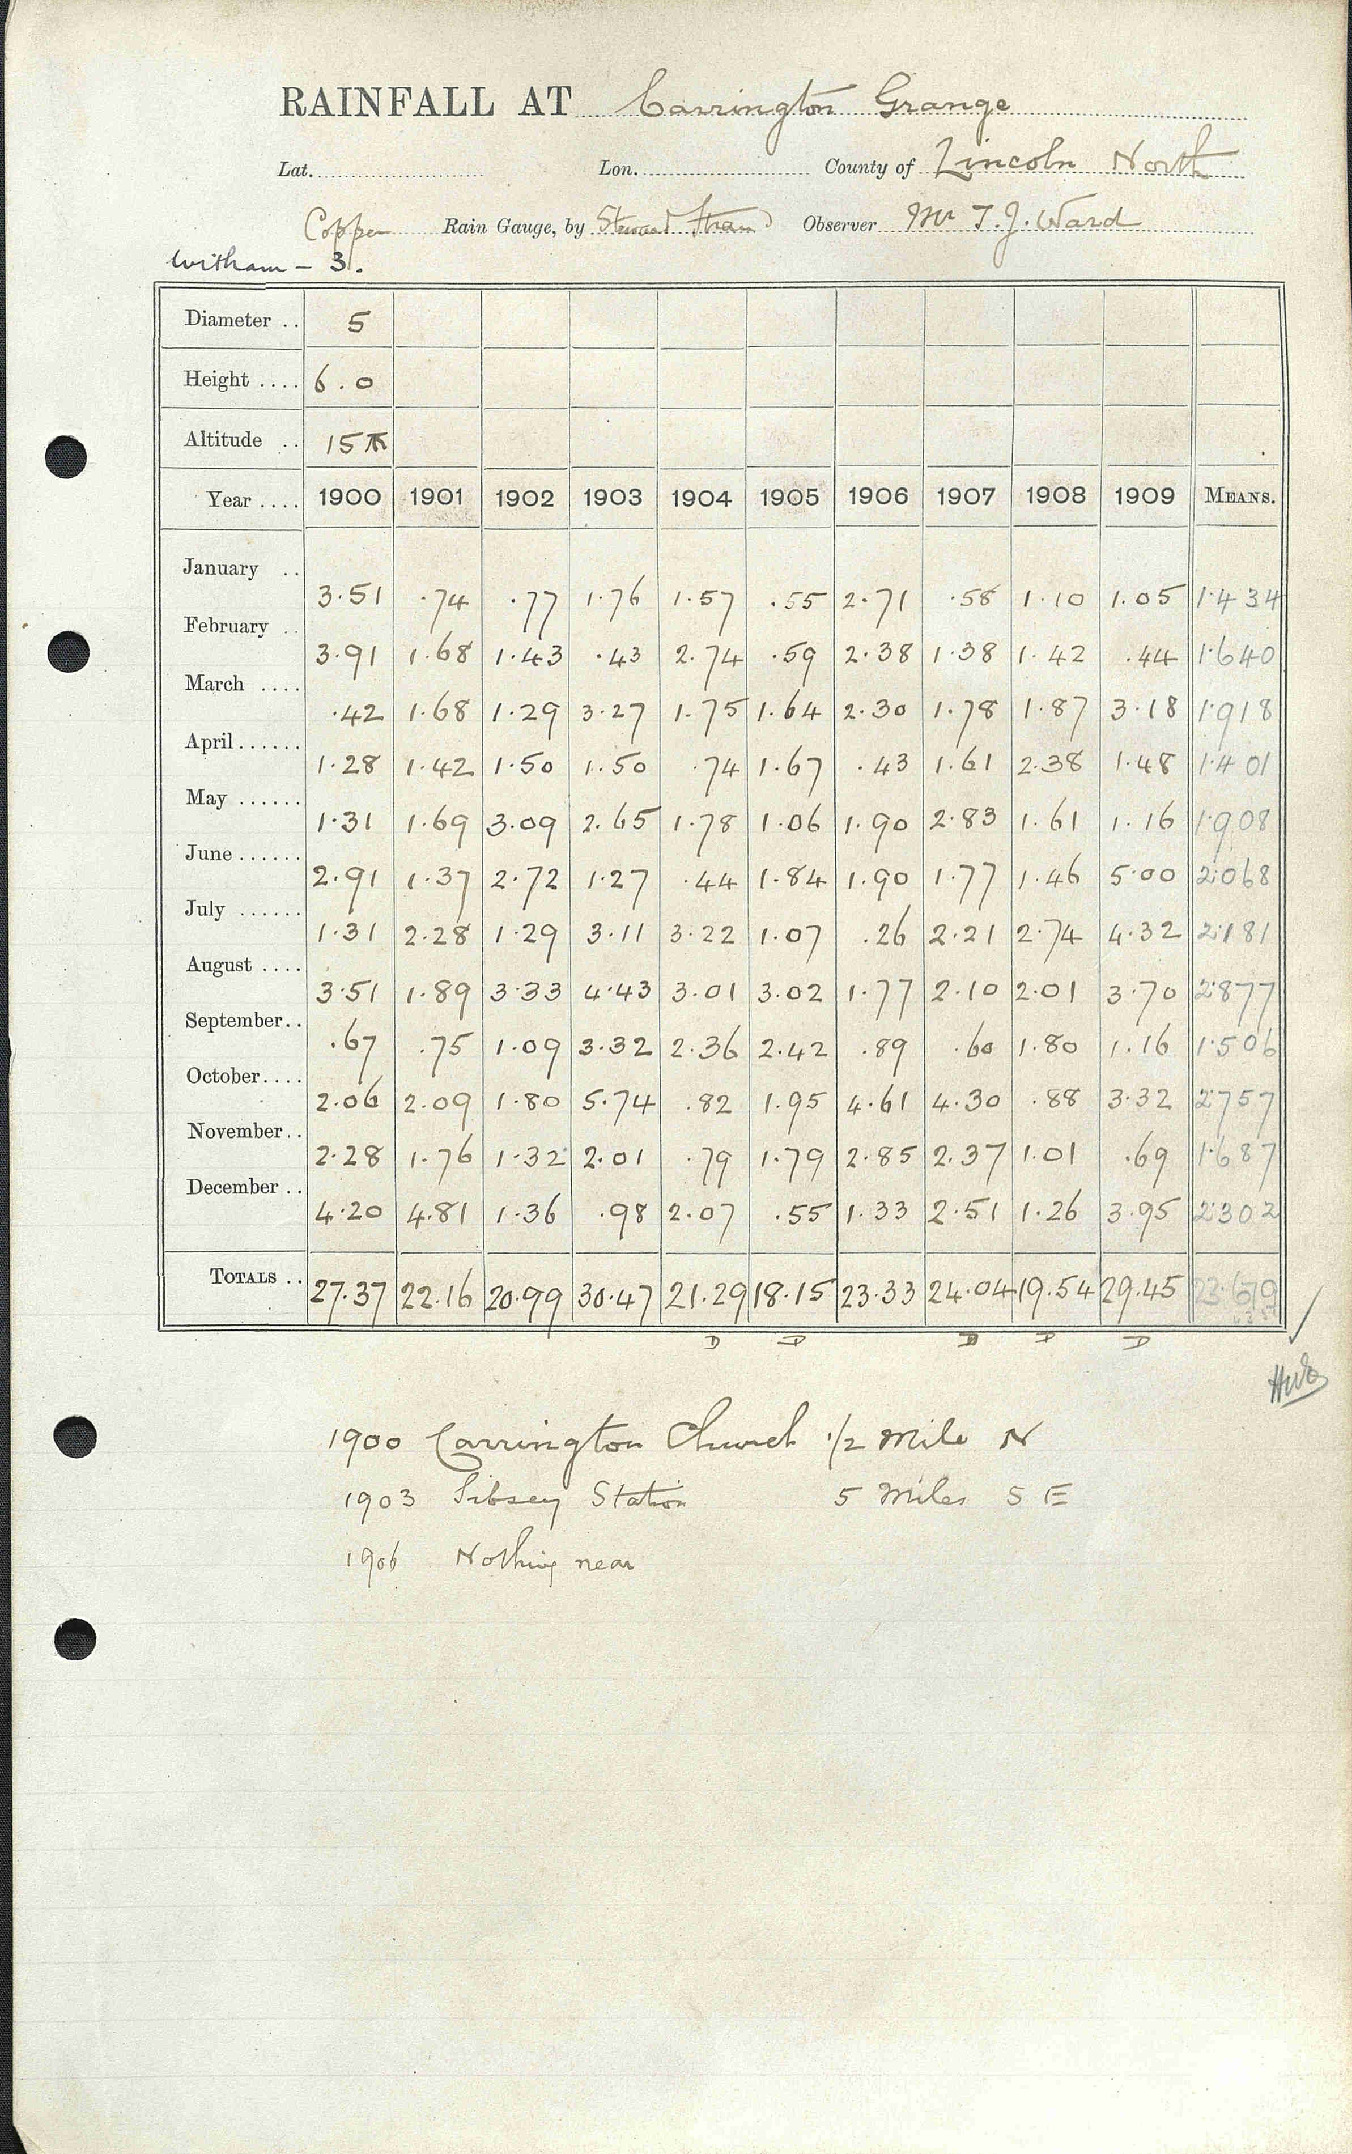 RAINFALL AT Carrington Grange
Lat. Lon. County of Lincoln North
Copper Rain Gauge, by Steward Strand Observer Mr T. J. Ward
Witham - 3.
Diameter .. 5
Height .... 6.0
Altitude .. 15
Year .... 1900 1901 1902 1903 1904 1905 1906 1907 1908 1909 MEANS.
January .. 3.51 .74 .77 1.76 1.57 .55 2.71 .58 1.10 1.05 1.434
February .. 3.91 1.68 1.43 .43 2.74 .59 2.38 1.38 1.42 .44 1.640
March .... .42 1.68 1.29 3.27 1.75 1.64 2.30 1.78 1.87 3.18 1.918
April ...... 1.28 1.42 1.50 1.50 .74 1.67 .43 1.61 2.38 1.48 1.401
May ...... 1.31 1.69 3.09 2.65 1.78 1.06 1.90 2.83 1.61 1.16 1.908
June ...... 2.91 1.37 2.72 1.27 .44 1.84 1.90 1.77 1.46 5.00 2.068
July ...... 1.31 2.28 1.29 3.11 3.22 1.07 .26 2.21 2.74 4.32 2.181
August .... 3.51 1.89 3.33 4.43 3.01 3.02 1.77 2.10 2.01 3.70 2.877
September .. .67 .75 1.09 3.32 2.36 2.42 .89 .60 1.80 1.16 1.506
October .... 2.06 2.09 1.80 5.74 .82 1.95 4.61 4.30 .88 3.32 2.757
November .. 2.28 1.76 1.32 2.01 .79 1.79 2.85 2.37 1.01 .69 1.687
December .. 4.20 4.81 1.36 .98 2.07 .55 1.33 2.51 1.26 3.95 2.302
TOTALS .. 27.37 22.16 20.99 30.47 21.29 18.15 23.33 24.04 19.54 29.45 23.679
D D D D D
1900 Carrington Church 1/2 Mile N
1903 Sibsey Station 5 Miles S E
1906 Nothing near